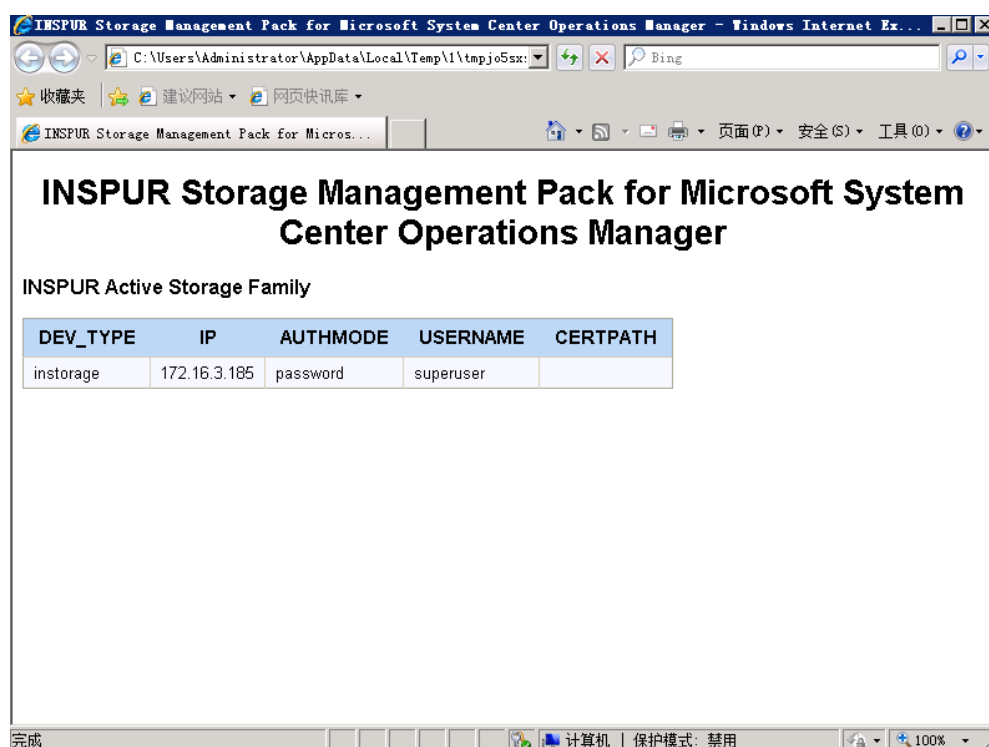 INSPUR Storage Management Pack for Microsoft System Center Operations Manager - Windows Internet Ex...
C:\Users\Administrator\AppData\Local\Temp\1\tmpjo5sx:
Bing
收藏夹 建议网站 网页快讯库
INSPUR Storage Management Pack for Micros...
页面(P) 安全(S) 工具(O)
INSPUR Storage Management Pack for Microsoft System
Center Operations Manager
INSPUR Active Storage Family
DEV_TYPE IP AUTHMODE USERNAME CERTPATH
instorage 172.16.3.185 password superuser
完成 计算机 | 保护模式: 禁用 100%